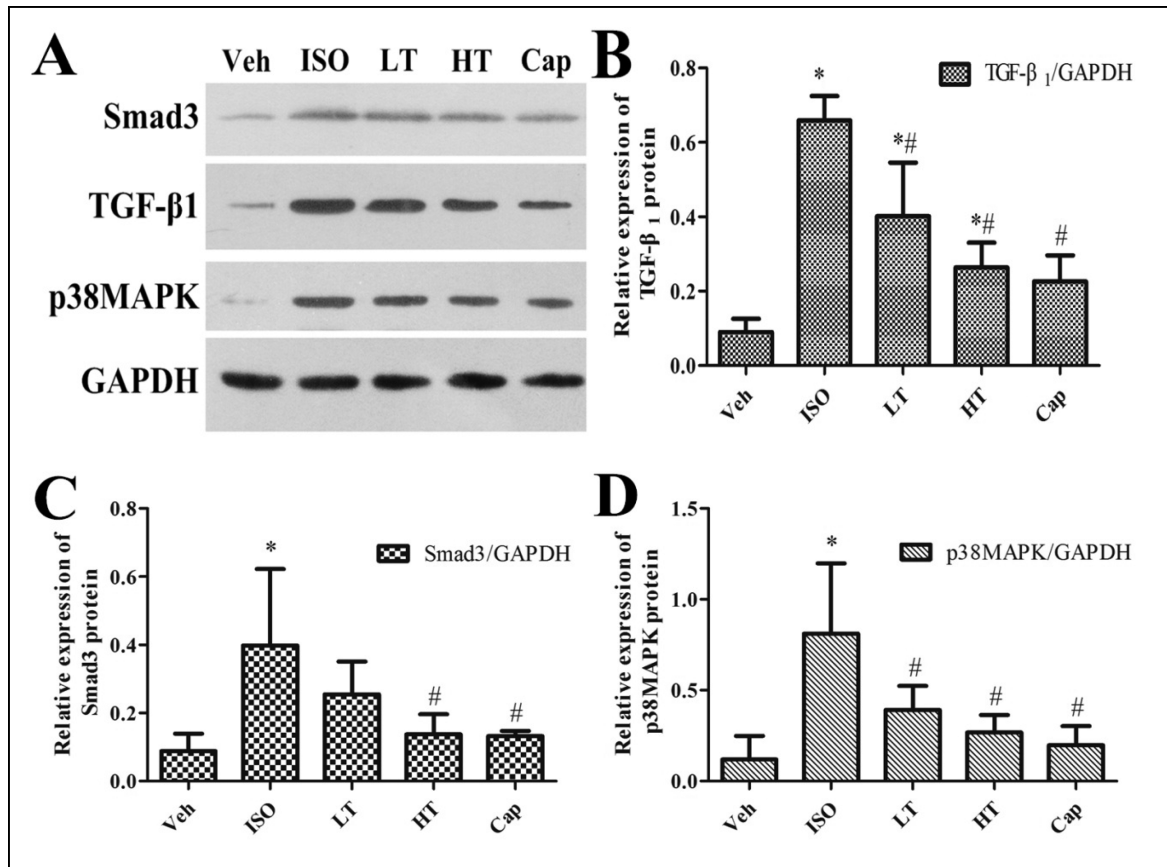 A
Veh ISO LT HT Cap
Smad3
TGF-β1
p38MAPK
GAPDH
B
Relative expression of
TGF-β 1 protein
0.8
0.6
0.4
0.2
0.0
TGF-β 1/GAPDH
*
*#
*#
#
Veh ISO LT HT Cap
C
Relative expression of
Smad3 protein
0.8
0.6
0.4
0.2
0.0
Smad3/GAPDH
*
#
#
Veh ISO LT HT Cap
D
Relative expression of
p38MAPK protein
1.5
1.0
0.5
0.0
p38MAPK/GAPDH
*
#
#
#
Veh ISO LT HT Cap